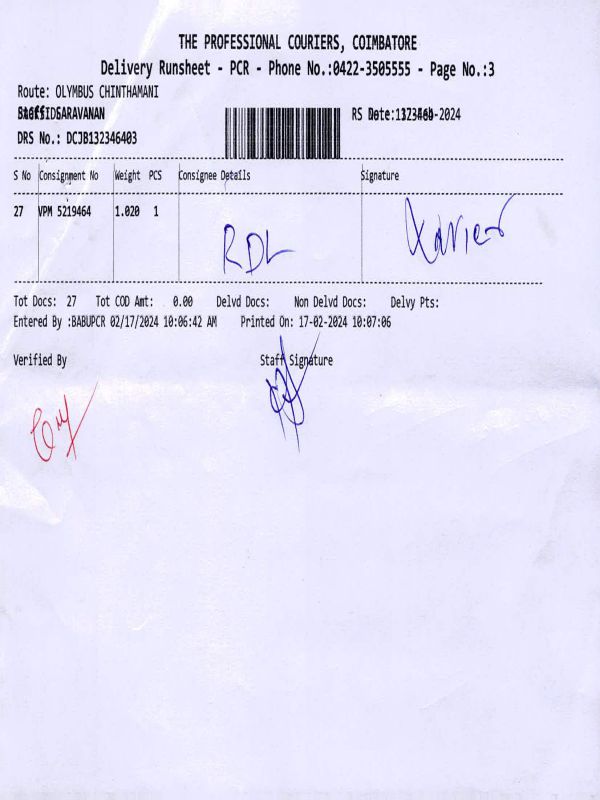 THE PROFESSIONAL COURIERS, COIMBATORE
Delivery Runsheet - PCR - Phone No.:0422-3505555 - Page No.:3
Route: OLYMBUS CHINTHAMANI
SARAVANAN
DRS No.: DCJB132346403
S No Consignment No Weight PCS Consignee Details Signature
27 VPM 5219464 1.020 1 RDL Xavier
Tot Docs: 27 Tot COD Amt: 0.00 Delvd Docs: Non Delvd Docs: Delvy Pts:
Entered By :BABUPCR 02/17/2024 10:06:42 AM Printed On: 17-02-2024 10:07:06
Verified By Staff Signature